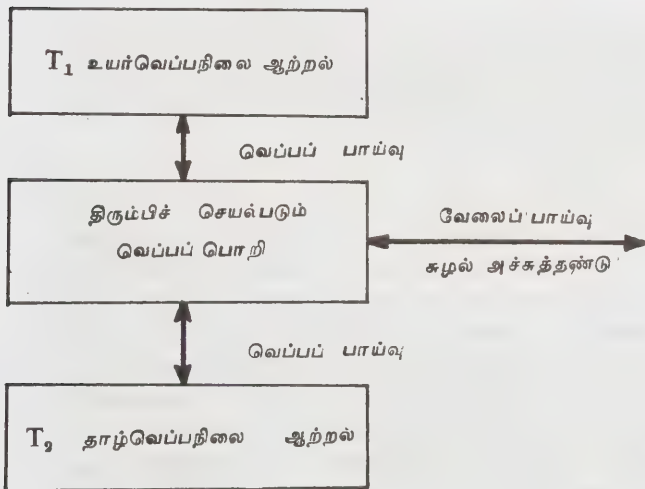 T₁ உயர்வெப்பநிலை ஆற்றல்
வெப்பப் பாய்வு
திரும்பிச் செயல்படும்
வெப்பப் பொறி
வேலைப் பாய்வு
சுழல் அச்சுத்தண்டு
வெப்பப் பாய்வு
T₂ தாழ்வெப்பநிலை ஆற்றல்